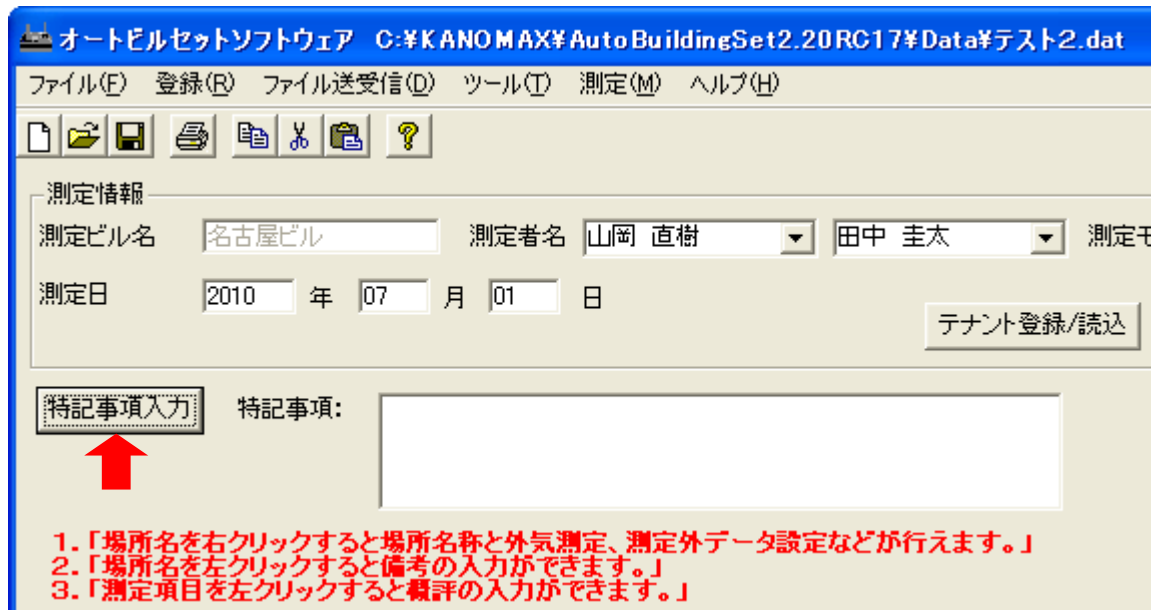 オートビルセットソフトウェア C:¥KANOMAX¥AutoBuildingSet2.20RC17¥Data¥テスト2.dat
ファイル(F) 登録(R) ファイル送受信(D) ツール(T) 測定(M) ヘルプ(H)
測定情報
測定ビル名 名古屋ビル 測定者名 山岡 直樹 田中 圭太 測定モ
測定日 2010 年 07 月 01 日
テナント登録/読込
特記事項入力 特記事項:
1.「場所名を右クリックすると場所名称と外気測定、測定外データ設定などが行えます。」
2.「場所名を左クリックすると備考の入力ができます。」
3.「測定項目を左クリックすると概評の入力ができます。」